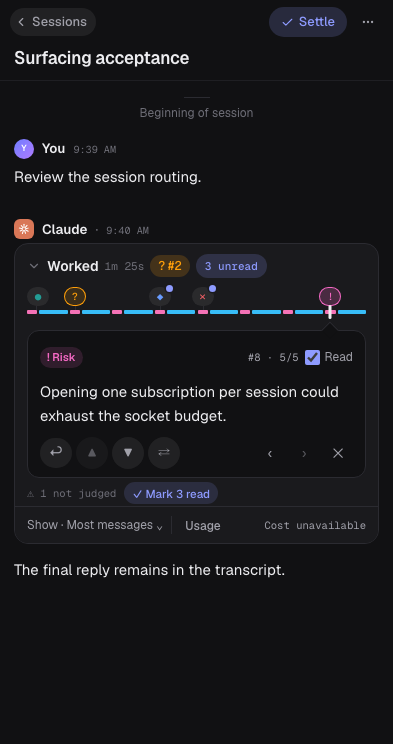 Sessions
Settle
Surfacing acceptance
Beginning of session
Y You 9:39 AM
Review the session routing.
Claude · 9:40 AM
Worked 1m 25s ? #2 3 unread
? !
! Risk #8 · 5/5 Read
Opening one subscription per session could
exhaust the socket budget.
⚠ 1 not judged ✓ Mark 3 read
Show · Most messages Usage Cost unavailable
The final reply remains in the transcript.